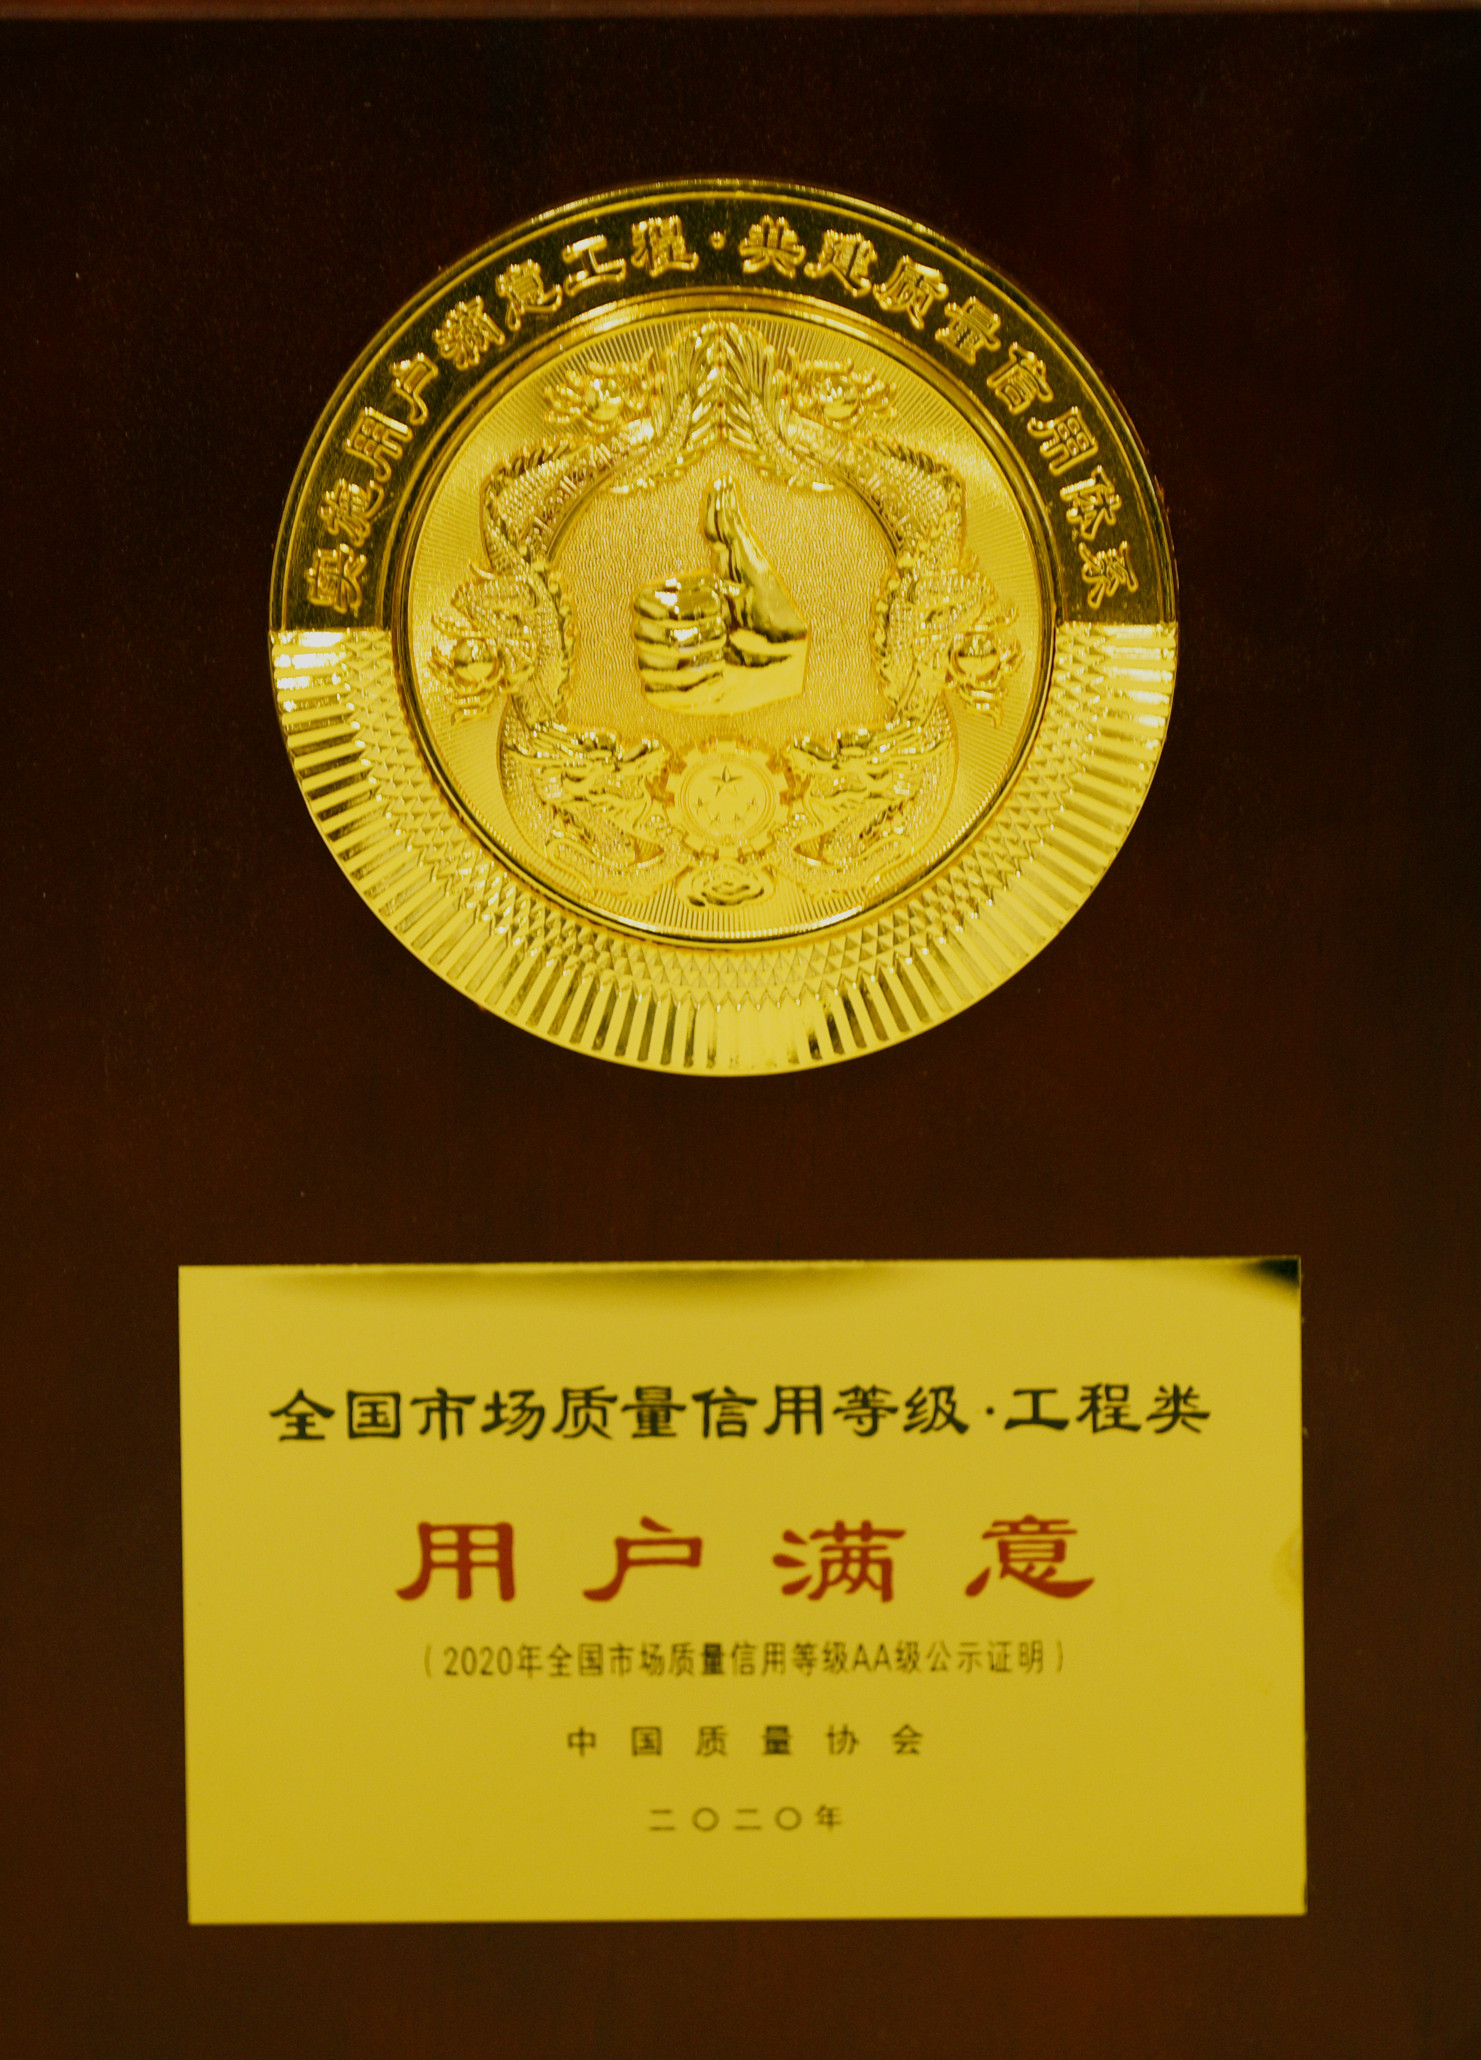 实施用户满意工程·共建质量信用体系
全国市场质量信用等级·工程类
用户满意
（2020年全国市场质量信用等级AA级公示证明）
中国质量协会
二〇二〇年